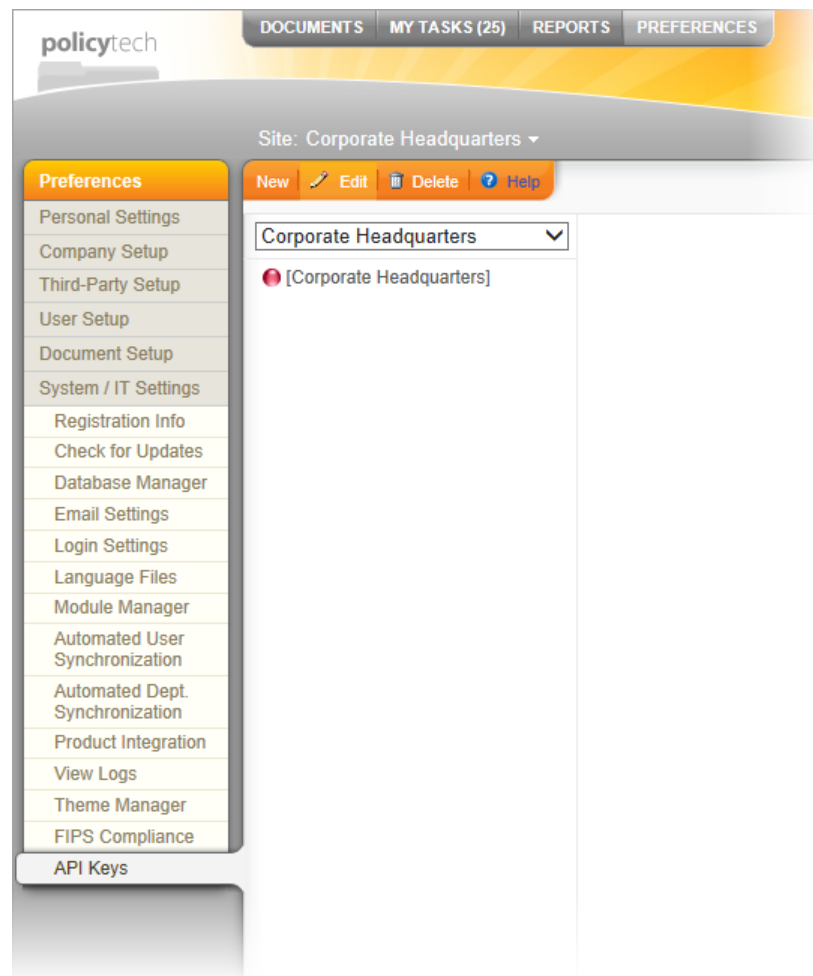 policytech
DOCUMENTS MY TASKS (25) REPORTS PREFERENCES
Site: Corporate Headquarters
Preferences
New Edit Delete Help
Personal Settings
Company Setup
Third-Party Setup
User Setup
Document Setup
System / IT Settings
Registration Info
Check for Updates
Database Manager
Email Settings
Login Settings
Language Files
Module Manager
Automated User
Synchronization
Automated Dept.
Synchronization
Product Integration
View Logs
Theme Manager
FIPS Compliance
API Keys
Corporate Headquarters
[Corporate Headquarters]